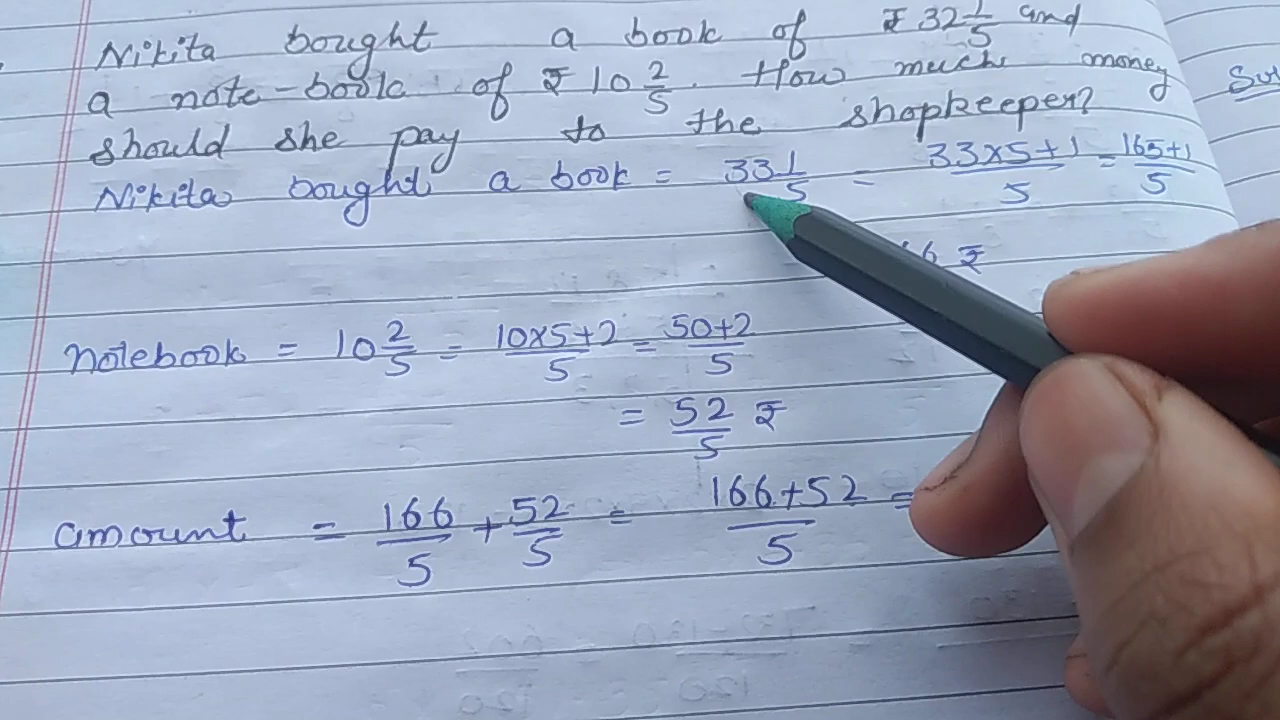 Nikita bought a book of ₹ 32 1/5 and
a note-book of ₹ 10 2/5. How much money
should she pay to the shopkeeper?
Nikita bought a book = 33 1/5 = 33×5+1/5 = 165+1/5
6 ₹
notebook = 10 2/5 = 10×5+2/5 = 50+2/5
= 52/5 ₹
amount = 166/5 + 52/5 = 166+52/5 =